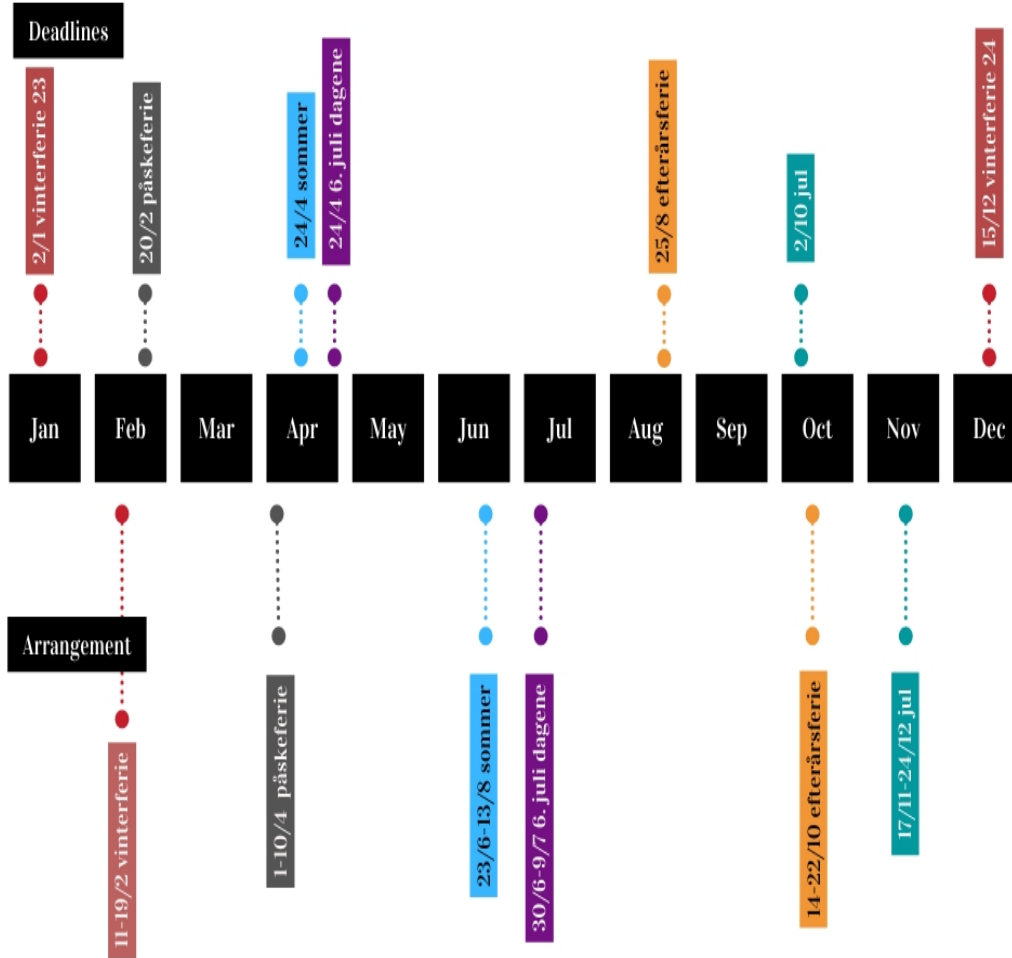 Deadlines
2/1 vinterferie 23
20/2 påskeferie
24/4 sommer
24/4 6. juli dagene
25/8 efterårsferie
2/10 jul
15/12 vinterferie 24
Jan
Feb
Mar
Apr
May
Jun
Jul
Aug
Sep
Oct
Nov
Dec
Arrangement
11-19/2 vinterferie
1-10/4 påskeferie
23/6-13/8 sommer
30/6-9/7 6. juli dagene
14-22/10 efterårsferie
17/11-24/12 jul